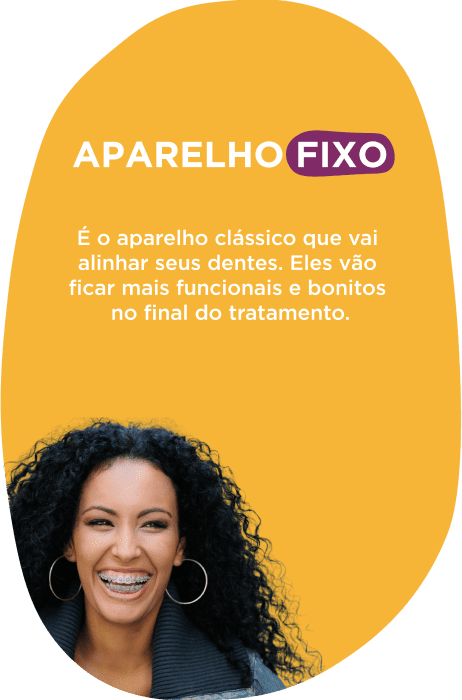 APARELHO FIXO
É o aparelho clássico que vai
alinhar seus dentes. Eles vão
ficar mais funcionais e bonitos
no final do tratamento.